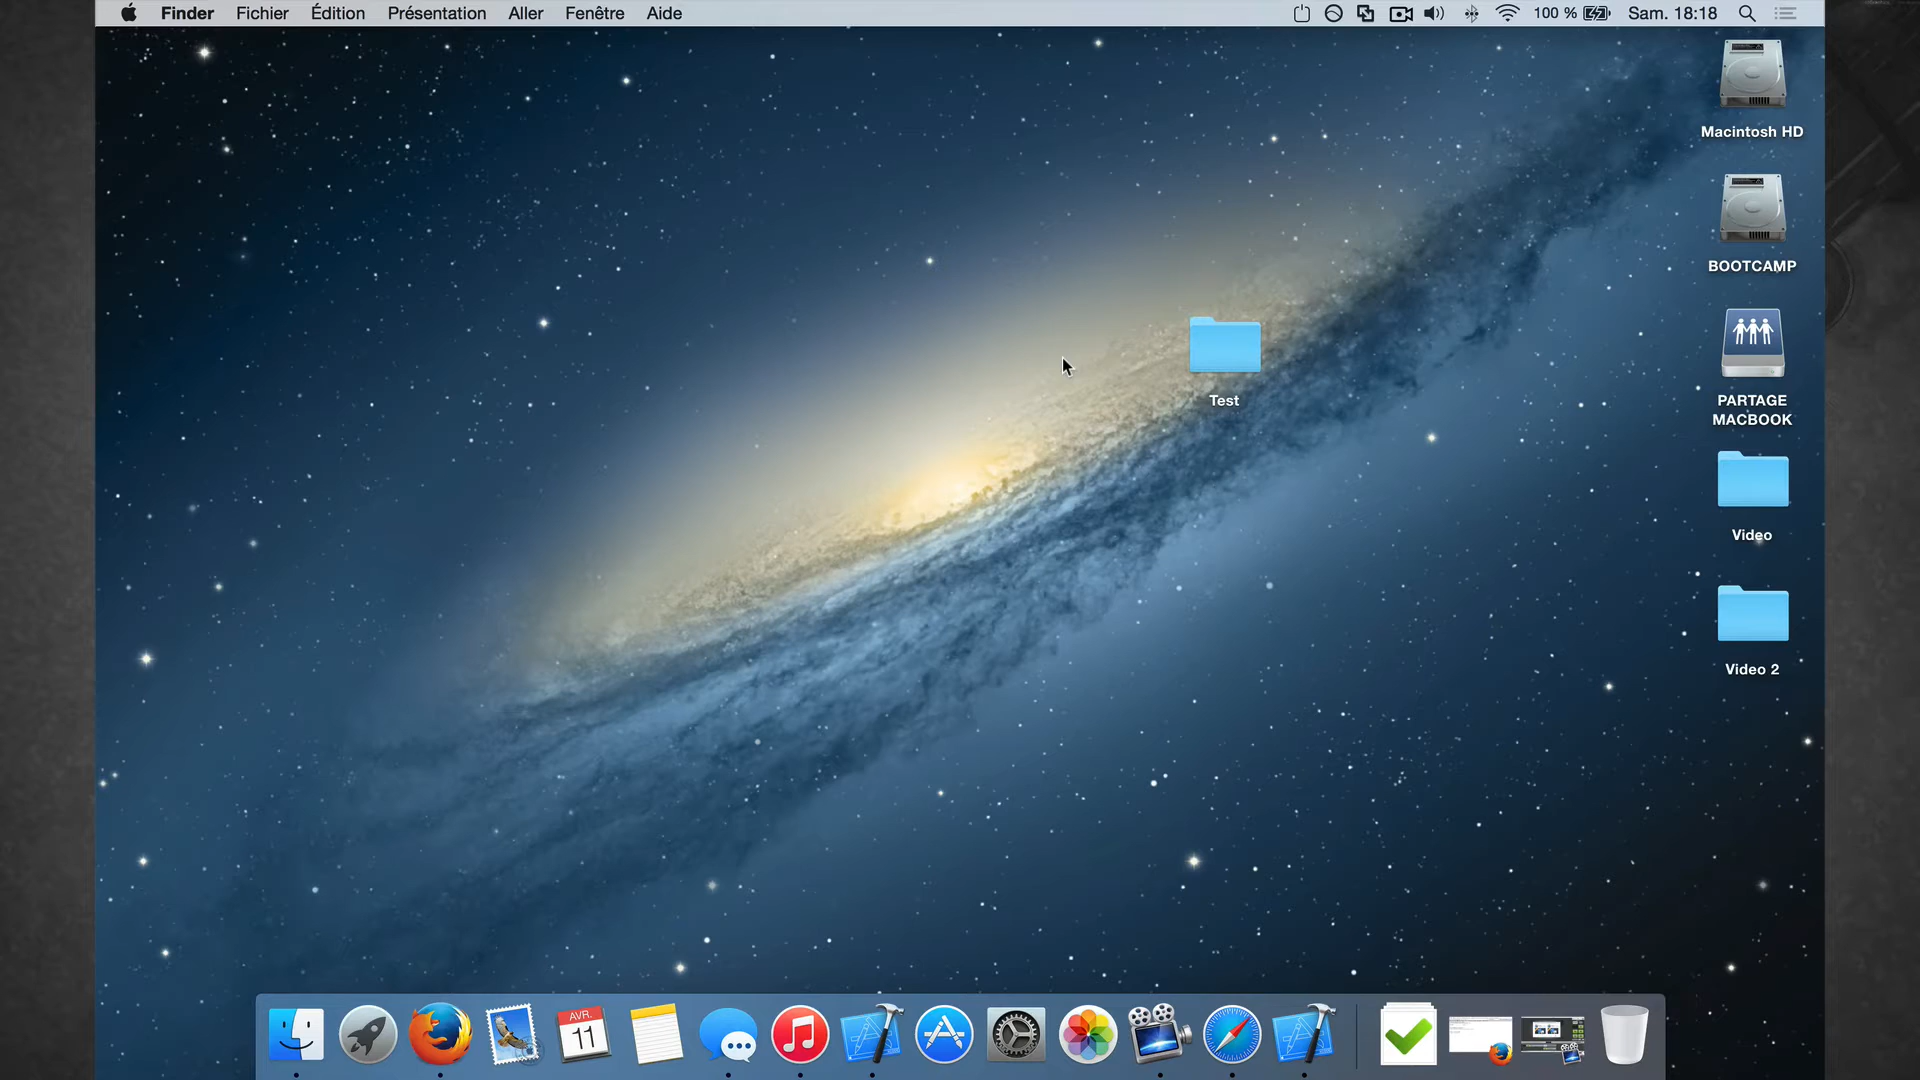 Finder Fichier Édition Présentation Aller Fenêtre Aide 100 % Sam. 18:18
Macintosh HD
BOOTCAMP
PARTAGE
MACBOOK
Test
Video
Video 2
AVR.
11